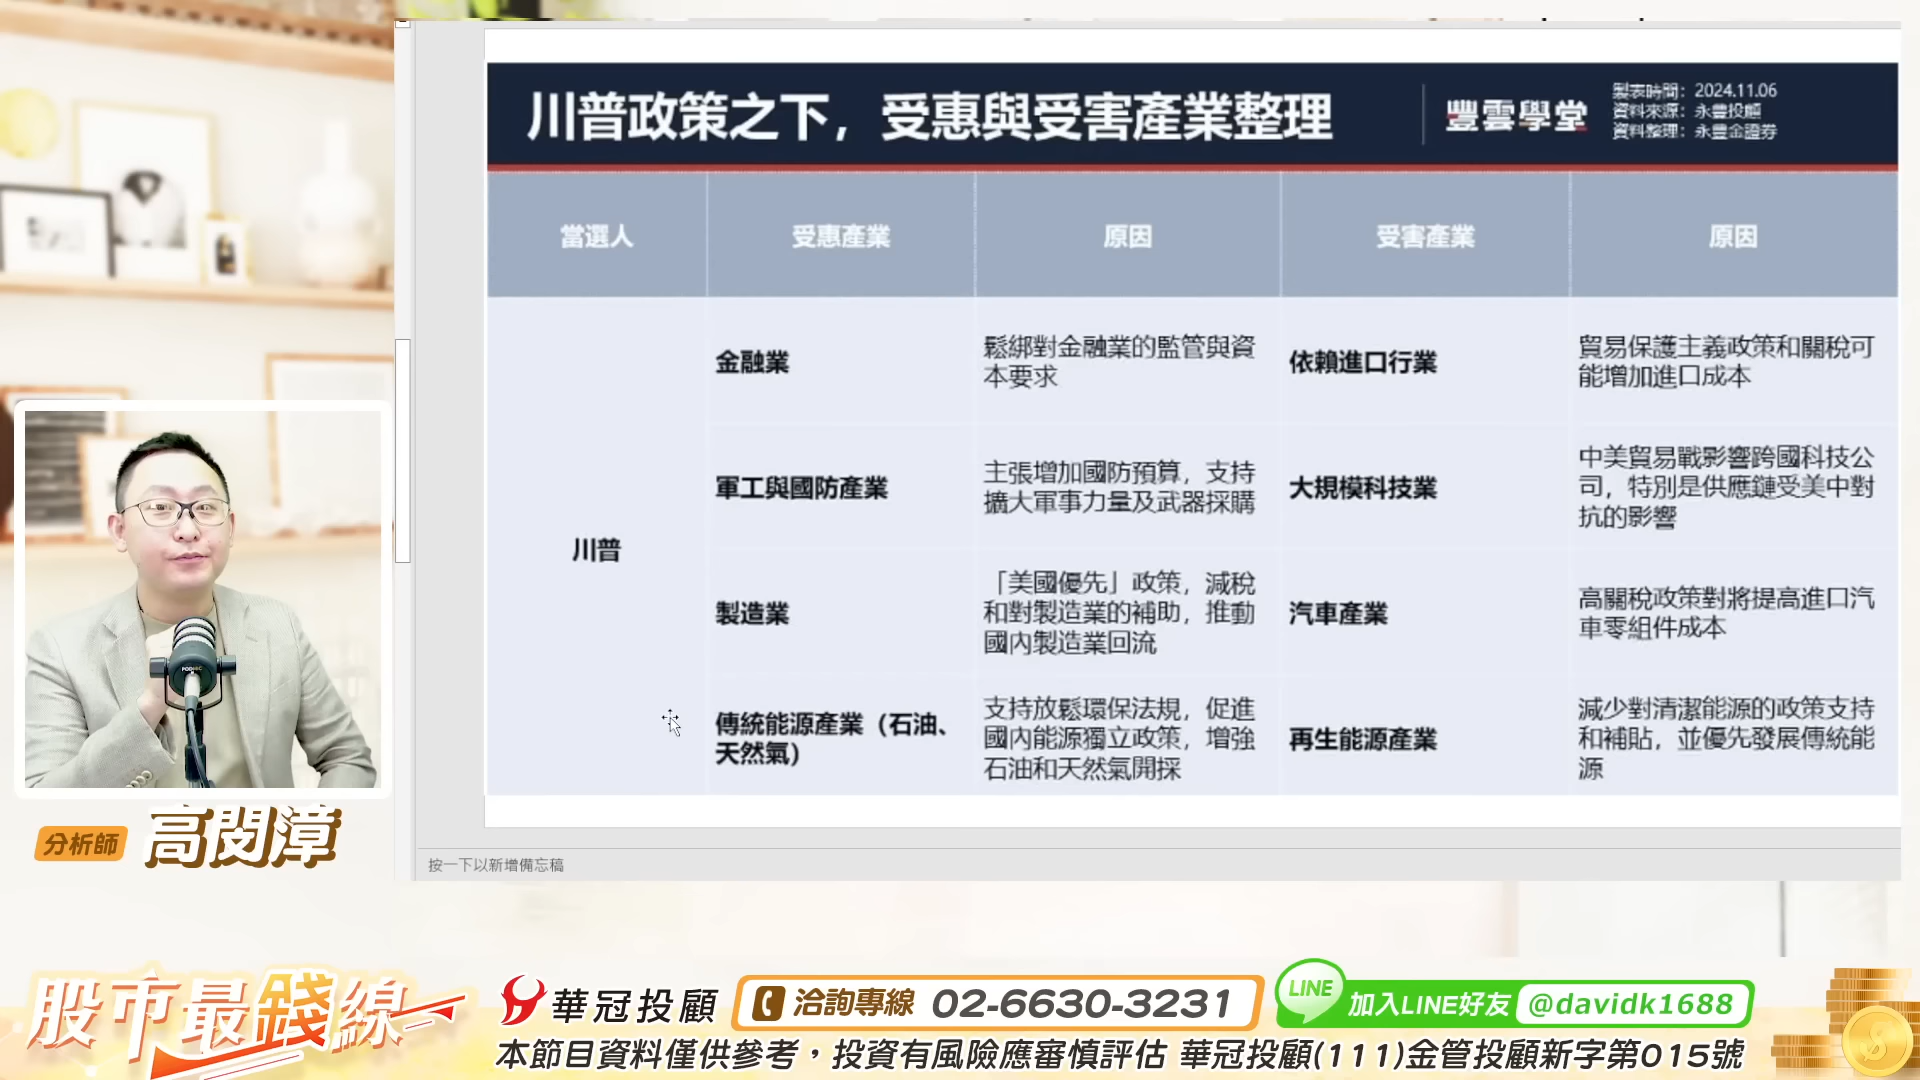 川普政策之下，受惠與受害產業整理
豐雲學堂
製表時間：2024.11.06
資料來源：永豐投顧
資料整理：永豐金證券
當選人
受惠產業
原因
受害產業
原因
川普
金融業
鬆綁對金融業的監管與資
本要求
依賴進口行業
貿易保護主義政策和關稅可
能增加進口成本
軍工與國防產業
主張增加國防預算，支持
擴大軍事力量及武器採購
大規模科技業
中美貿易戰影響跨國科技公
司，特別是供應鏈受美中對
抗的影響
製造業
「美國優先」政策，減稅
和對製造業的補助，推動
國內製造業回流
汽車產業
高關稅政策對將提高進口汽
車零組件成本
傳統能源產業（石油、
天然氣）
支持放鬆環保法規，促進
國內能源獨立政策，增強
石油和天然氣開採
再生能源產業
減少對清潔能源的政策支持
和補貼，並優先發展傳統能
源
按一下以新增備忘稿
分析師 高閔漳
股市最錢線
華冠投顧
洽詢專線 02-6630-3231
LINE 加入LINE好友 @davidk1688
本節目資料僅供參考，投資有風險應審慎評估 華冠投顧(111)金管投顧新字第015號